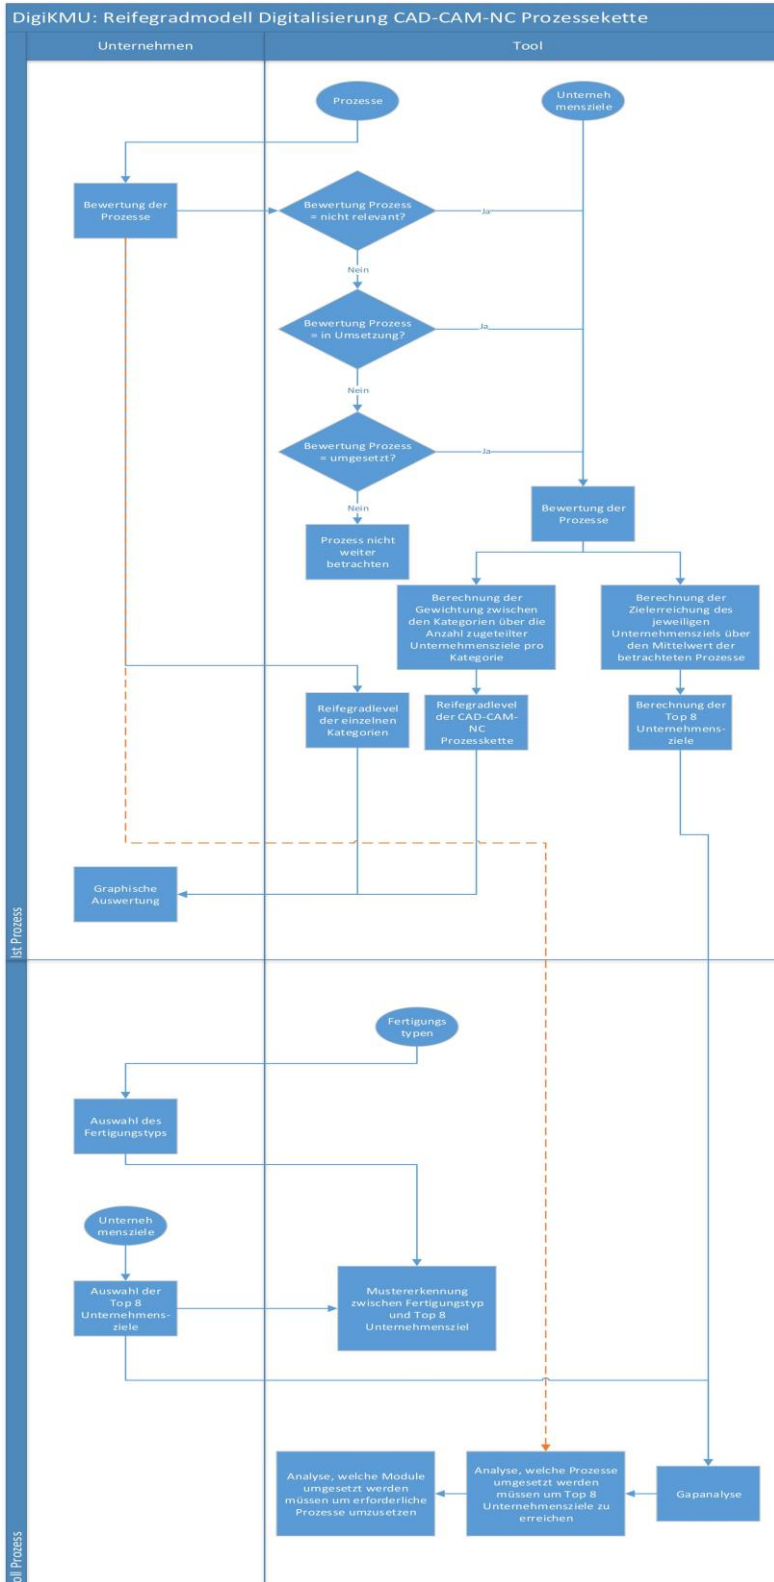 DigiKMU: Reifegradmodell Digitalisierung CAD-CAM-NC Prozessekette
Unternehmen
Tool
Prozesse
Unterneh
mensziele
Bewertung der
Prozesse
Bewertung Prozess
= nicht relevant?
Ja
Nein
Bewertung Prozess
= in Umsetzung?
Ja
Nein
Bewertung Prozess
= umgesetzt?
Ja
Nein
Bewertung der
Prozesse
Prozess nicht
weiter
betrachten
Berechnung der
Gewichtung zwischen
den Kategorien über die
Anzahl zugeteilter
Unternehmensziele pro
Kategorie
Berechnung der
Zielerreichung des
jeweiligen
Unternehmensziels über
den Mittelwert der
betrachteten Prozesse
Reifegradlevel
der einzelnen
Kategorien
Reifegradlevel
der CAD-CAM-
NC
Prozesskette
Berechnung der
Top 8
Unternehmens-
ziele
Graphische
Auswertung
Ist Prozess
Fertigungs
typen
Auswahl des
Fertigungstyps
Unterneh
mensziele
Auswahl der
Top 8
Unternehmens-
ziele
Mustererkennung
zwischen Fertigungstyp
und Top 8
Unternehmensziel
Analyse, welche Module
umgesetzt werden
müssen um erforderliche
Prozesse umzusetzen
Analyse, welche Prozesse
umgesetzt werden
müssen um Top 8
Unternehmensziele zu
erreichen
Gapanalyse
oll Prozess